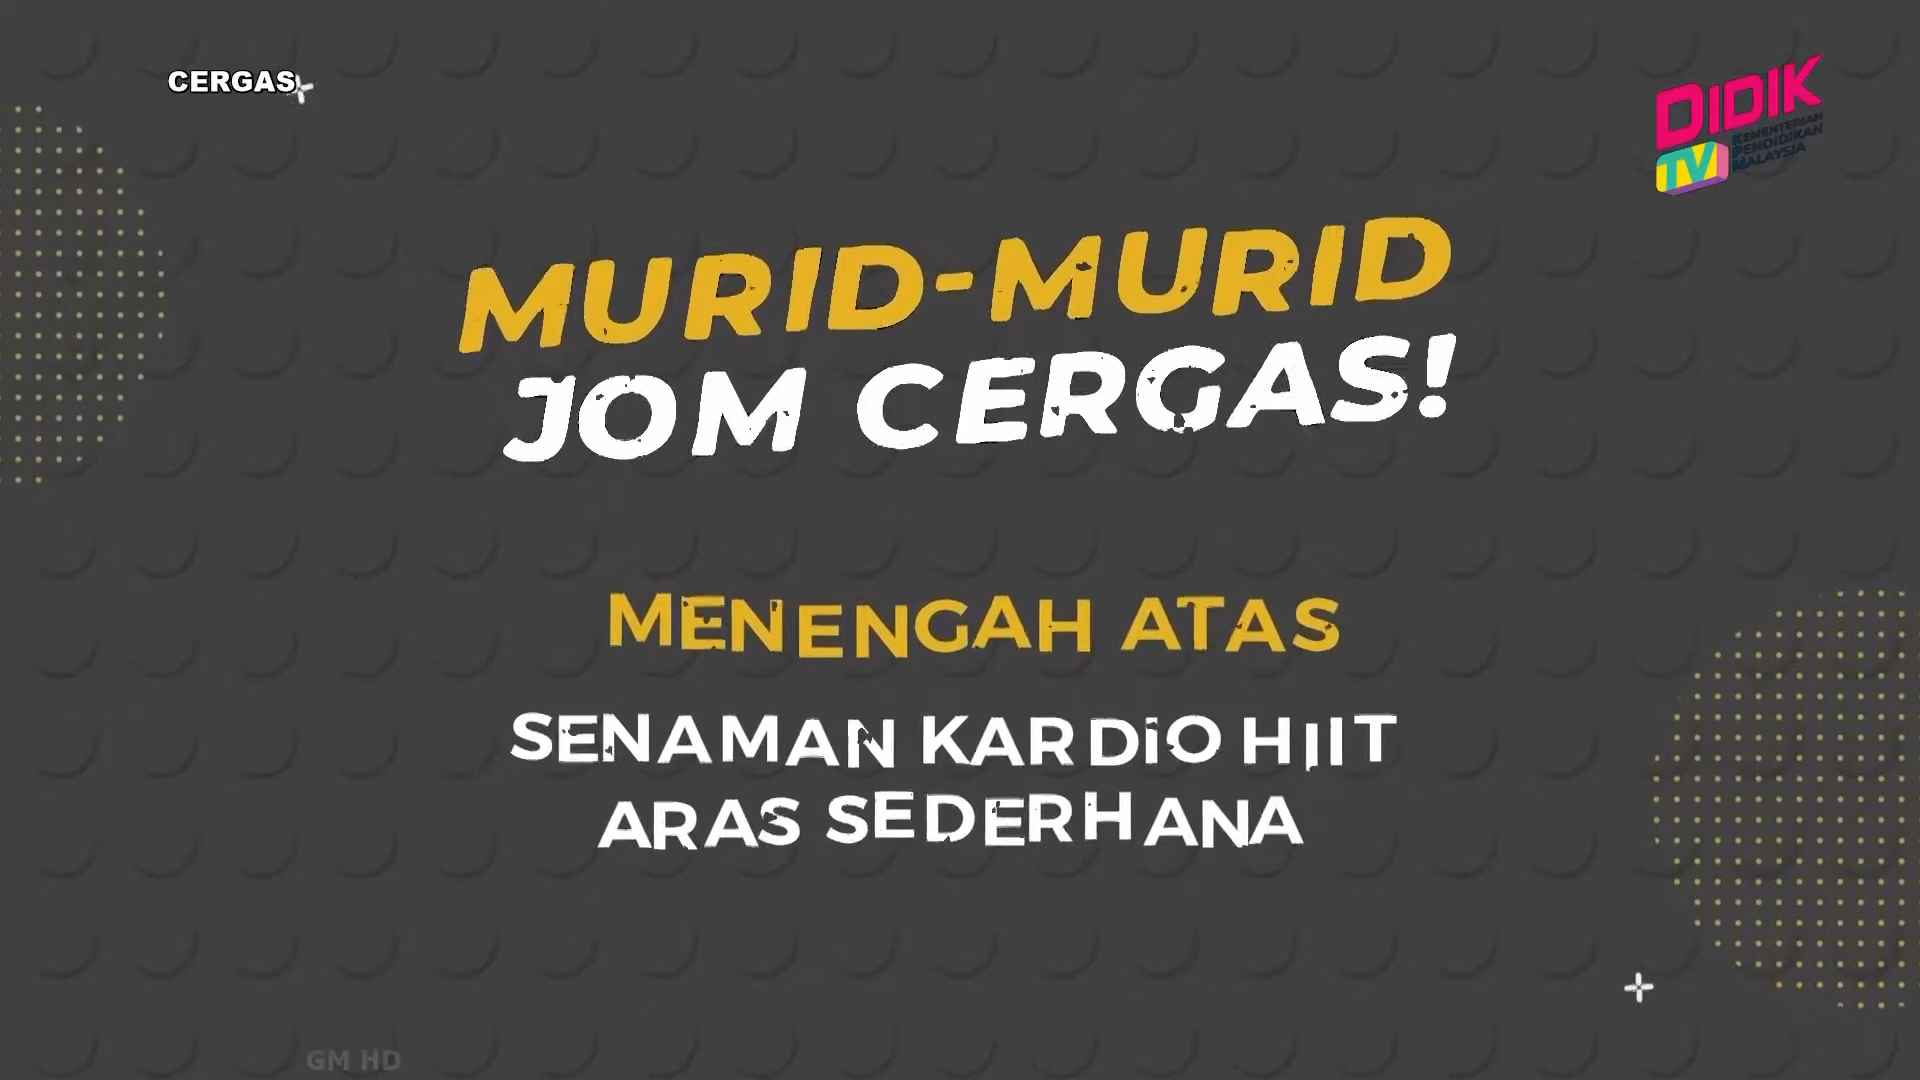 CERGAS
DIDIK
TV
KEMENTERIAN
PENDIDIKAN
MALAYSIA
MURID-MURID
JOM CERGAS!
MENENGAH ATAS
SENAMAN KARDIO HIIT
ARAS SEDERHANA
GM HD